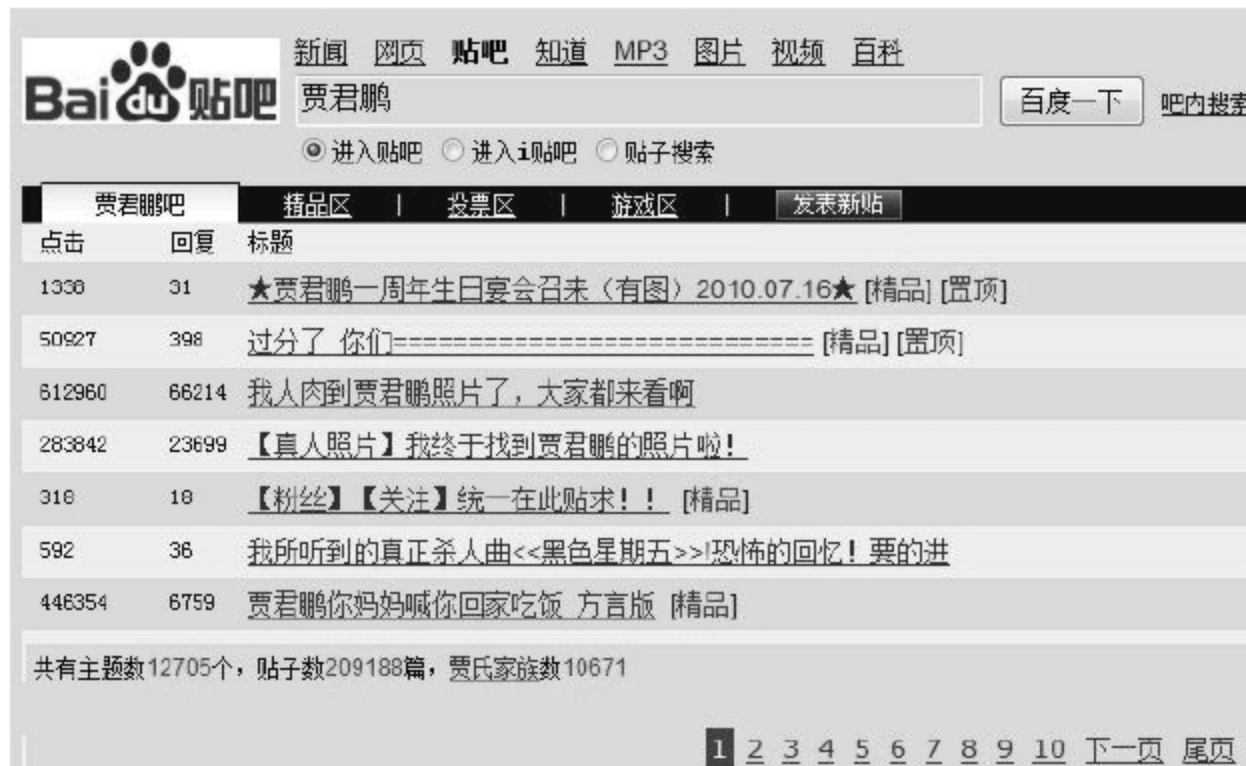 新闻 网页 贴吧 知道 MP3 图片 视频 百科
Bai du 贴吧 贾君鹏 百度一下 吧内搜索
进入贴吧 进入i贴吧 贴子搜索
贾君鹏吧 精品区 | 投票区 | 游戏区 | 发表新贴
点击 回复 标题
1338 31 ★贾君鹏一周年生日宴会召来（有图）2010.07.16★ [精品] [置顶]
50927 398 过分了 你们============================ [精品] [置顶]
612960 66214 我人肉到贾君鹏照片了，大家都来看啊
283842 23699 【真人照片】我终于找到贾君鹏的照片啦！
318 18 【粉丝】【关注】统一在此贴求！！ [精品]
592 36 我所听到的真正杀人曲<<黑色星期五>>!恐怖的回忆！要的进
446354 6759 贾君鹏你妈妈喊你回家吃饭 方言版 [精品]
共有主题数12705个，贴子数209188篇，贾氏家族数10671
1 2 3 4 5 6 7 8 9 10 下一页 尾页